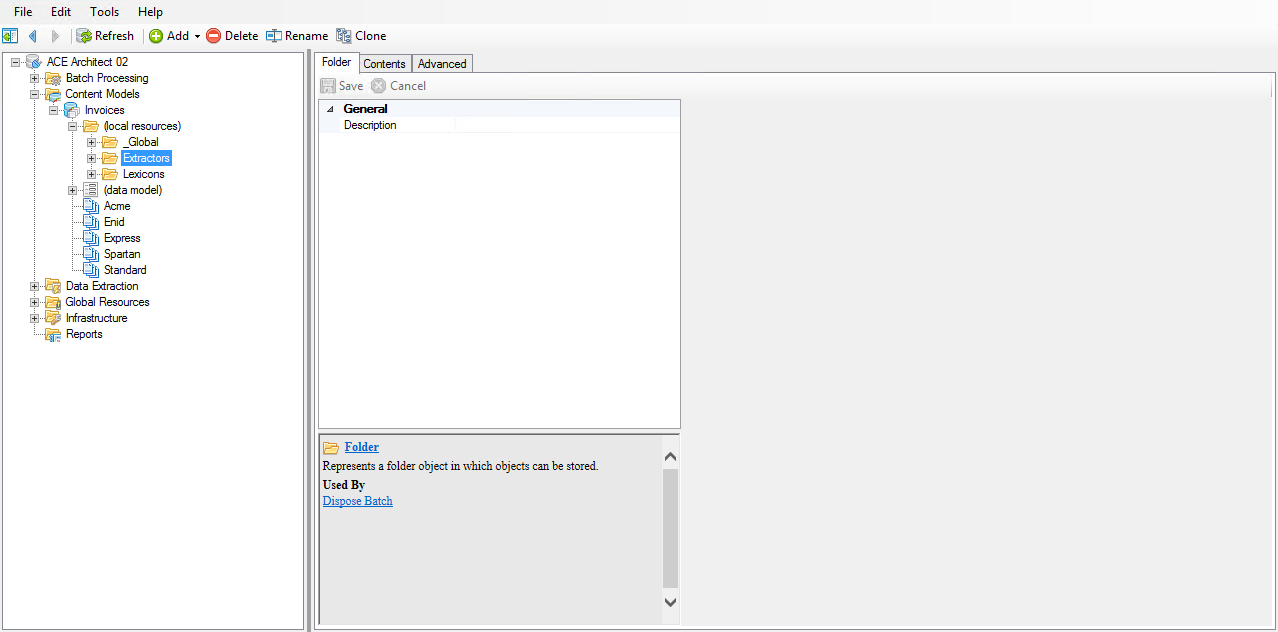 File Edit Tools Help
Refresh Add Delete Rename Clone
ACE Architect 02
Batch Processing
Content Models
Invoices
(local resources)
_Global
Extractors
Lexicons
(data model)
Acme
Enid
Express
Spartan
Standard
Data Extraction
Global Resources
Infrastructure
Reports
Folder Contents Advanced
Save Cancel
General
Description
Folder
Represents a folder object in which objects can be stored.
Used By
Dispose Batch